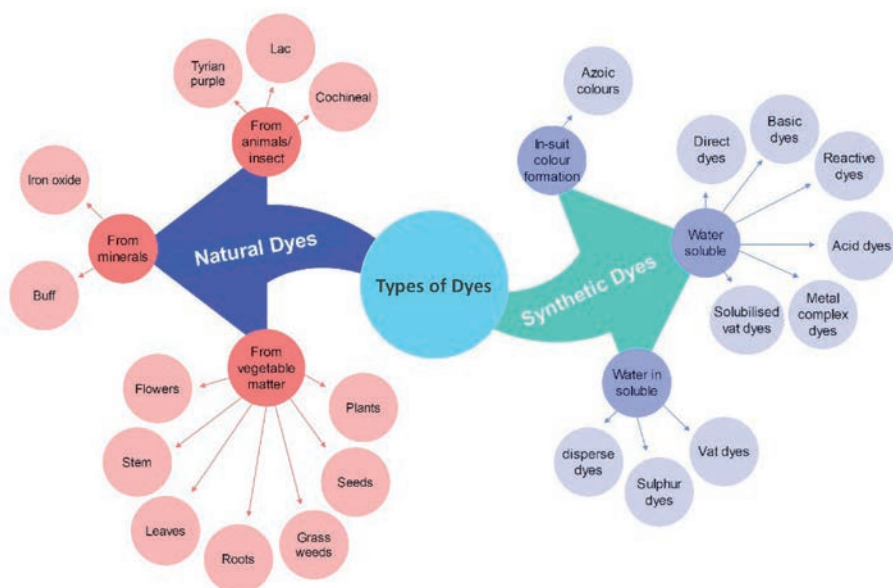 Types of Dyes
Natural Dyes
From
animals/
insect
Tyrian
purple
Lac
Cochineal
From
minerals
Iron oxide
Buff
From
vegetable
matter
Flowers
Stem
Leaves
Roots
Grass
weeds
Seeds
Plants
Synthetic Dyes
In-suit
colour
formation
Azoic
colours
Water
soluble
Direct
dyes
Basic
dyes
Reactive
dyes
Acid dyes
Metal
complex
dyes
Solubilised
vat dyes
Water in
soluble
disperse
dyes
Sulphur
dyes
Vat dyes